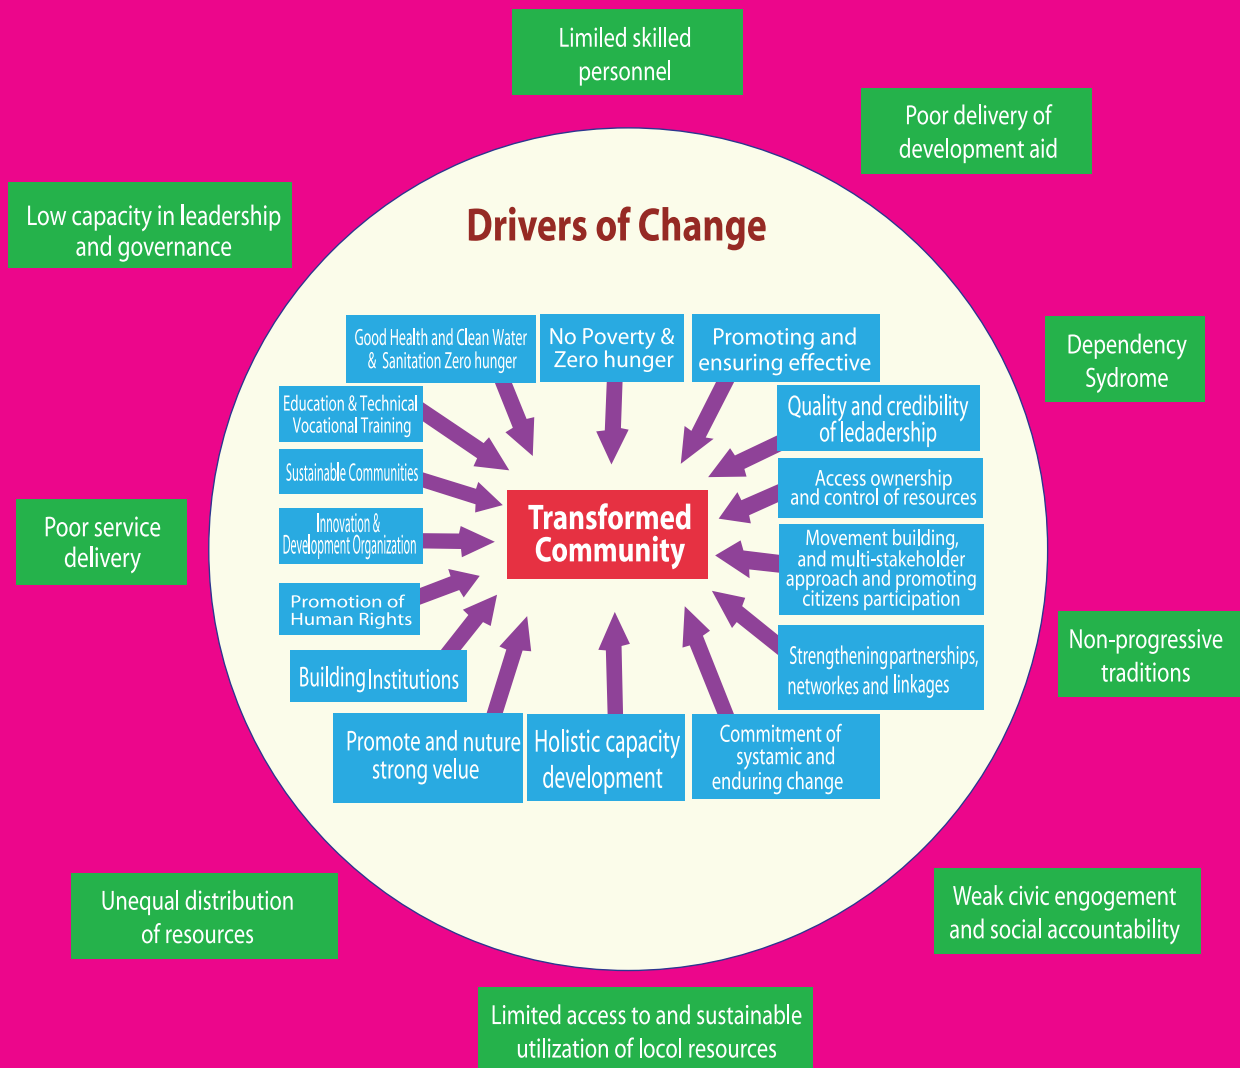 Limiled skilled
personnel
Poor delivery of
development aid
Low capacity in leadership
and governance
Drivers of Change
Good Health and Clean Water
& Sanitation Zero hunger
No Poverty &
Zero hunger
Promoting and
ensuring effective
Dependency
Sydrome
Education & Technical
Vocational Training
Quality and credibility
of ledadership
Sustainable Communities
Access ownership
and control of resources
Poor service
delivery
Innovation &
Development Organization
Transformed
Community
Movement building,
and multi-stakeholder
approach and promoting
citizens participation
Promotion of
Human Rights
Non-progressive
traditions
Building Institutions
Strengthening partnerships,
networkes and linkages
Promote and nuture
strong velue
Holistic capacity
development
Commitment of
systamic and
enduring change
Unequal distribution
of resources
Weak civic engogement
and social accountability
Limited access to and sustainable
utilization of locol resources